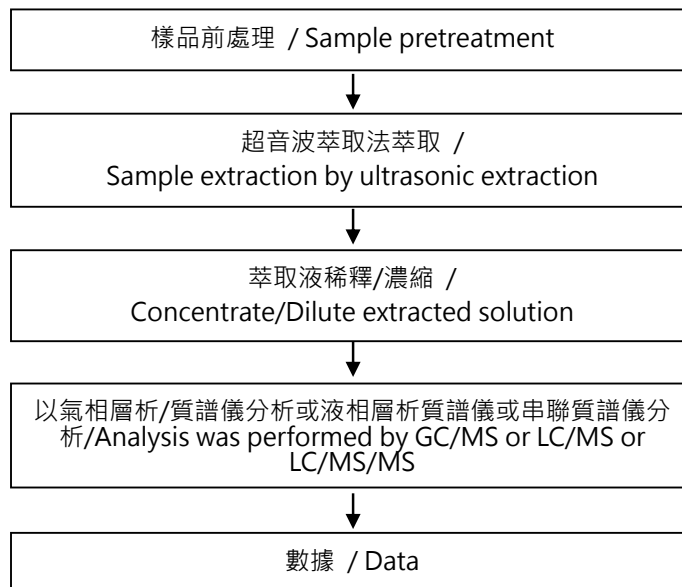 樣品前處理 / Sample pretreatment
超音波萃取法萃取 /
Sample extraction by ultrasonic extraction
萃取液稀釋/濃縮 /
Concentrate/Dilute extracted solution
以氣相層析/質譜儀分析或液相層析質譜儀或串聯質譜儀分
析/Analysis was performed by GC/MS or LC/MS or
LC/MS/MS
數據 / Data